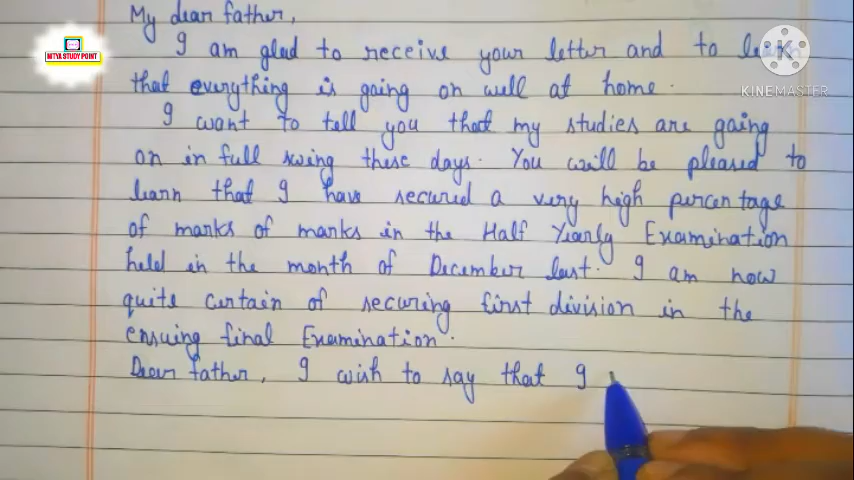 My dear father,
I am glad to receive your letter and to learn
that everything is going on well at home.
I want to tell you that my studies are going
on in full swing these days. You will be pleased to
learn that I have secured a very high percentage
of marks of marks in the Half Yearly Examination
held in the month of December last. I am now
quite certain of securing first division in the
ensuing final Examination.
Dear father, I wish to say that I
NITYA STUDY POINT
KINEMASTER